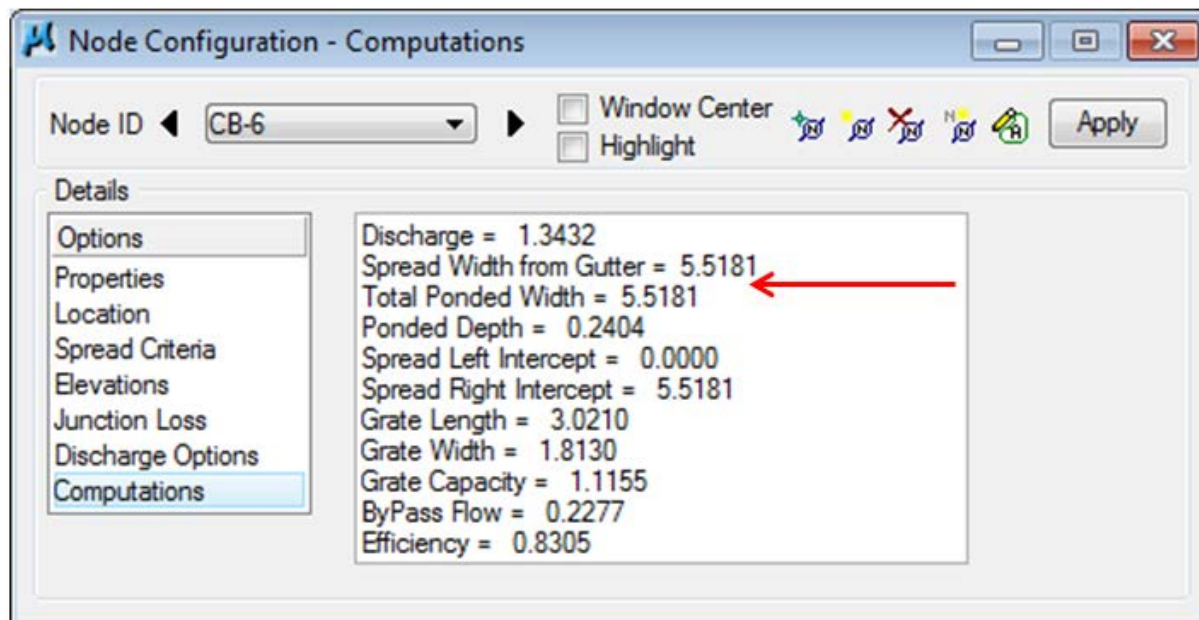 Node Configuration - Computations
Node ID CB-6 Window Center Apply
Highlight
Details
Options
Properties
Location
Spread Criteria
Elevations
Junction Loss
Discharge Options
Computations
Discharge = 1.3432
Spread Width from Gutter = 5.5181
Total Ponded Width = 5.5181
Ponded Depth = 0.2404
Spread Left Intercept = 0.0000
Spread Right Intercept = 5.5181
Grate Length = 3.0210
Grate Width = 1.8130
Grate Capacity = 1.1155
ByPass Flow = 0.2277
Efficiency = 0.8305